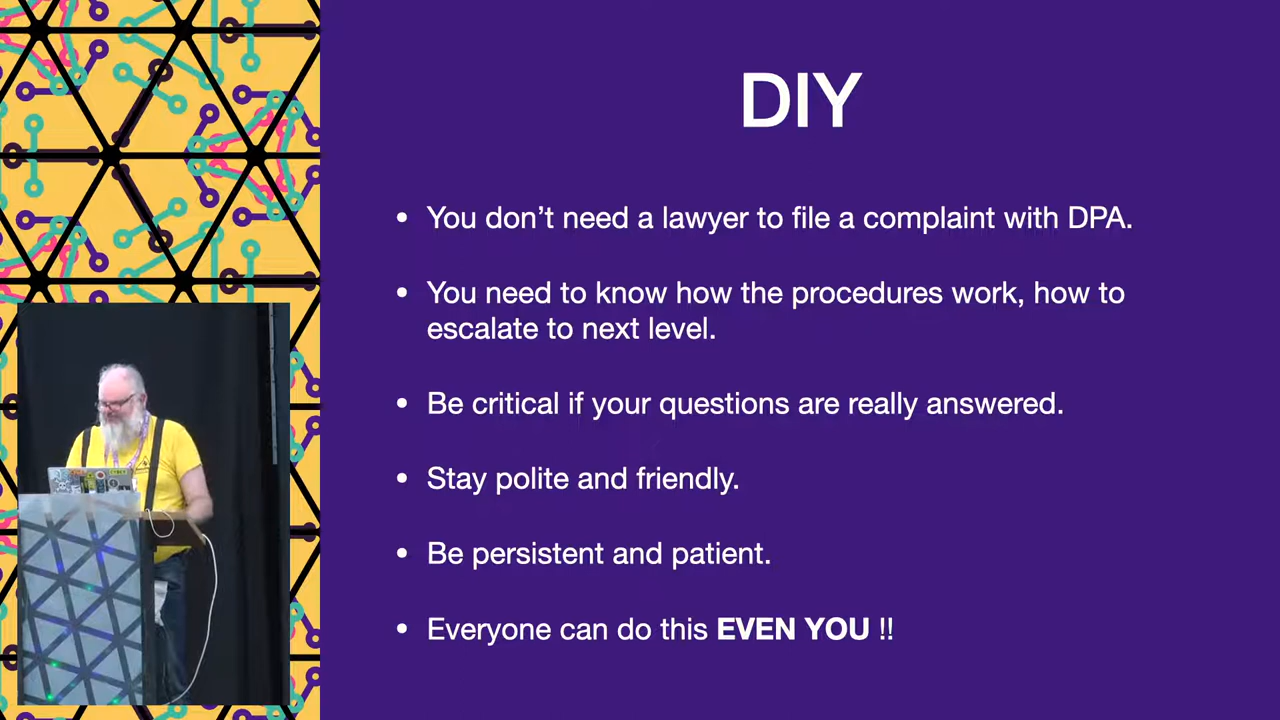 DIY
• You don’t need a lawyer to file a complaint with DPA.
• You need to know how the procedures work, how to
escalate to next level.
• Be critical if your questions are really answered.
• Stay polite and friendly.
• Be persistent and patient.
• Everyone can do this EVEN YOU !!